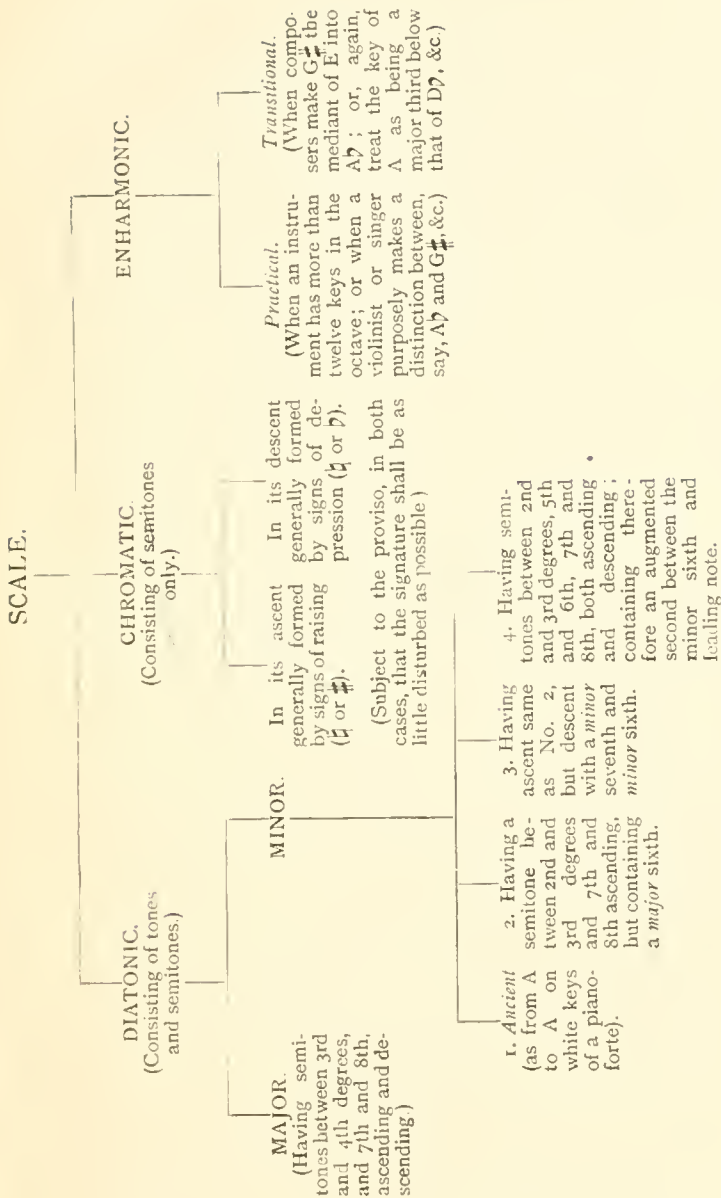 SCALE.
DIATONIC.
(Consisting of tones
and semitones.)
CHROMATIC.
(Consisting of semitones
only.)
ENHARMONIC.
MAJOR.
(Having semi-
tones between 3rd
and 4th degrees,
and 7th and 8th,
ascending and de-
scending.)
MINOR.
In its ascent
generally formed
by signs of raising
(♮ or ♯).
In its descent
generally formed
by signs of de-
pression (♮ or ♭).
(Subject to the proviso, in both
cases, that the signature shall be as
little disturbed as possible)
Practical.
(When an instru-
ment has more than
twelve keys in the
octave; or when a
violinist or singer
purposely makes a
distinction between,
say, A♭ and G♯, &c.)
Transitional.
(When compo-
sers make G♯ the
mediant of E into
A♭; or, again,
treat the key of
A as being a
major third below
that of D♭, &c.)
1. Ancient
(as from A
to A on
white keys
of a piano-
forte).
2. Having a
semitone be-
tween 2nd and
3rd degrees
and 7th and
8th ascending,
but containing
a major sixth.
3. Having
ascent same
as No. 2,
but descent
with a minor
seventh and
minor sixth.
4. Having semi-
tones between 2nd
and 3rd degrees, 5th
and 6th, 7th and
8th, both ascending
and descending;
containing there-
fore an augmented
second between the
minor sixth and
leading note.